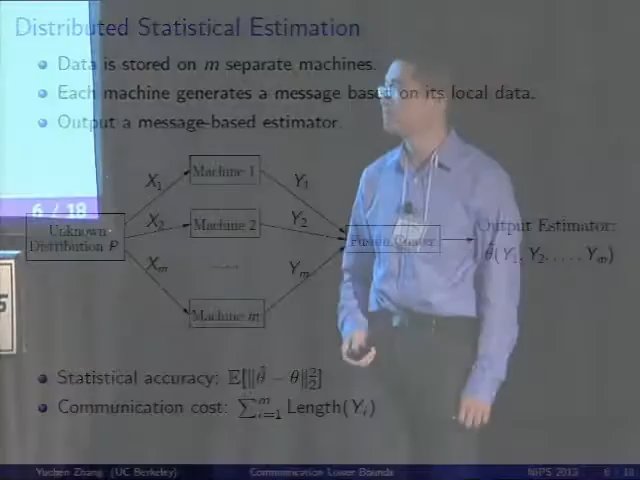 Distributed Statistical Estimation
Data is stored on m separate machines.
Each machine generates a message based on its local data.
Output a message-based estimator.
Machine 1
X₁
Y₁
6 / 18
X₂
Machine 2
Y₂
Unknown
Distribution P
Fusion Center
Output Estimator:
θ̂(Y₁, Y₂, . . . , Yₘ)
Xₘ
......
Yₘ
Machine m
Statistical accuracy: 𝔼[‖θ̂ − θ‖₂²]
Communication cost: ∑ᵢ₌₁ᵐ Length(Yᵢ)
Yuchen Zhang (UC Berkeley) Communication Lower Bounds NIPS 2013 6 / 18